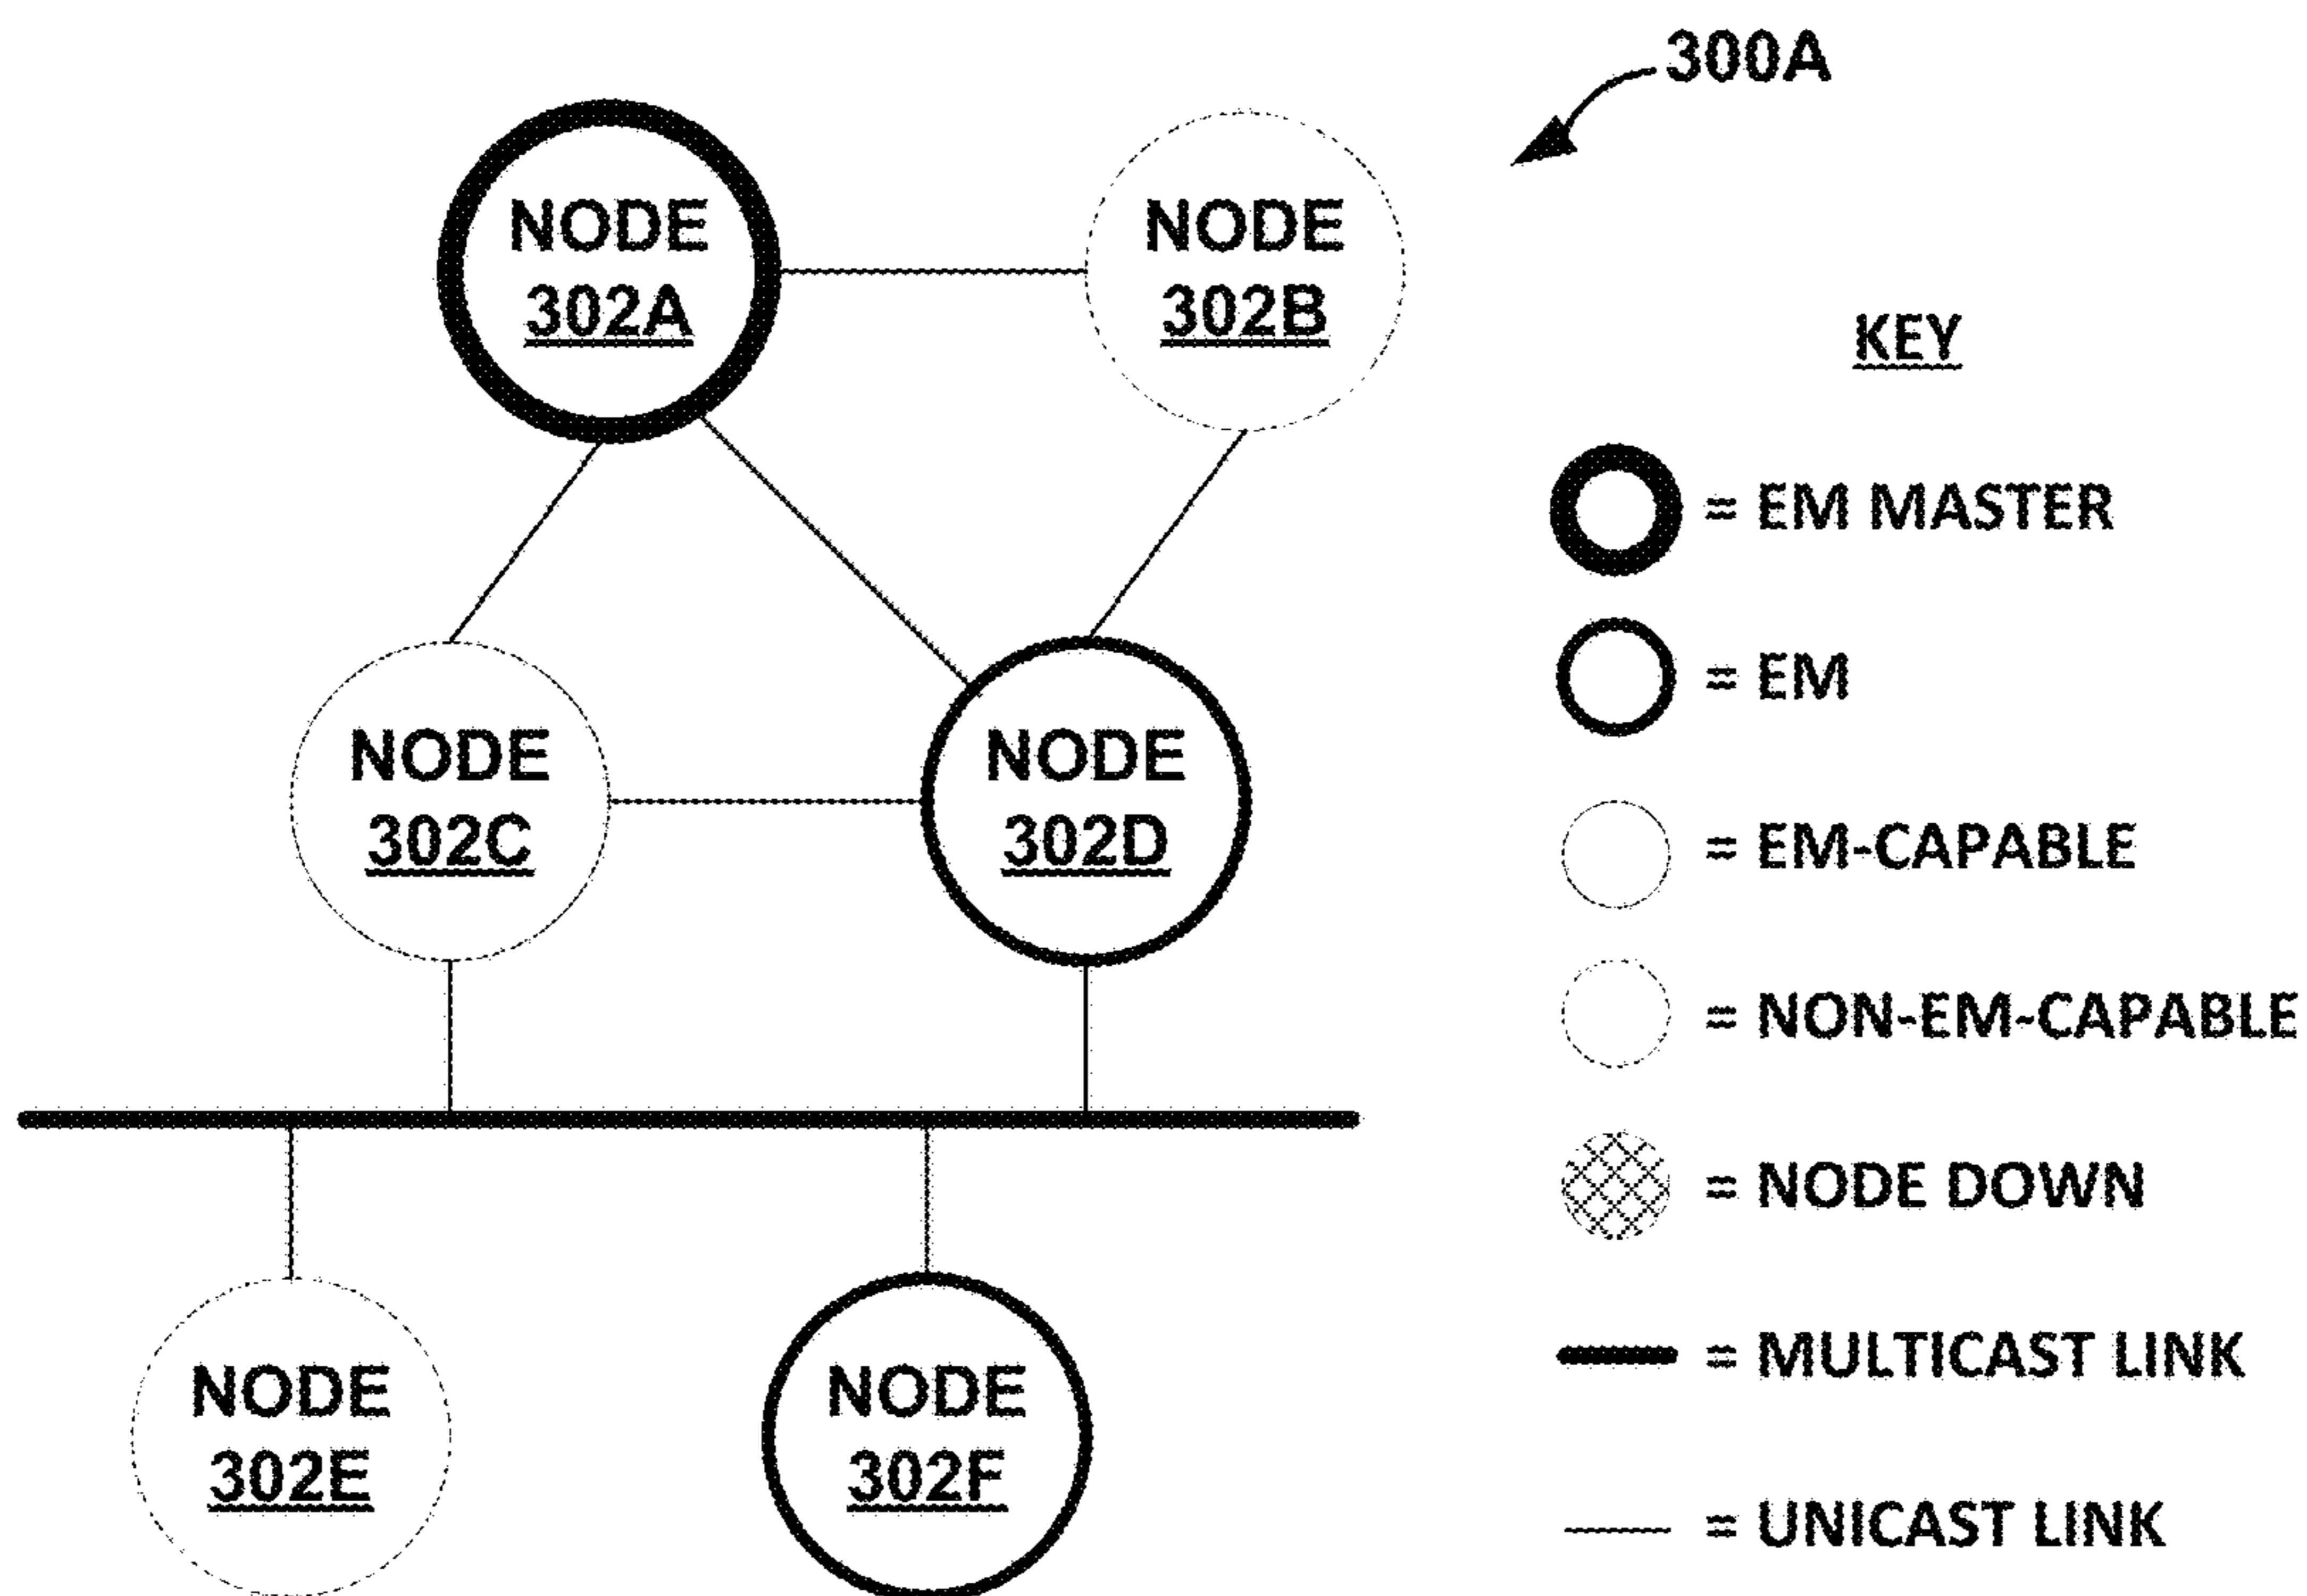 300A
NODE
302A
NODE
302B
NODE
302C
NODE
302D
NODE
302E
NODE
302F
KEY
= EM MASTER
= EM
= EM-CAPABLE
= NON-EM-CAPABLE
= NODE DOWN
= MULTICAST LINK
= UNICAST LINK